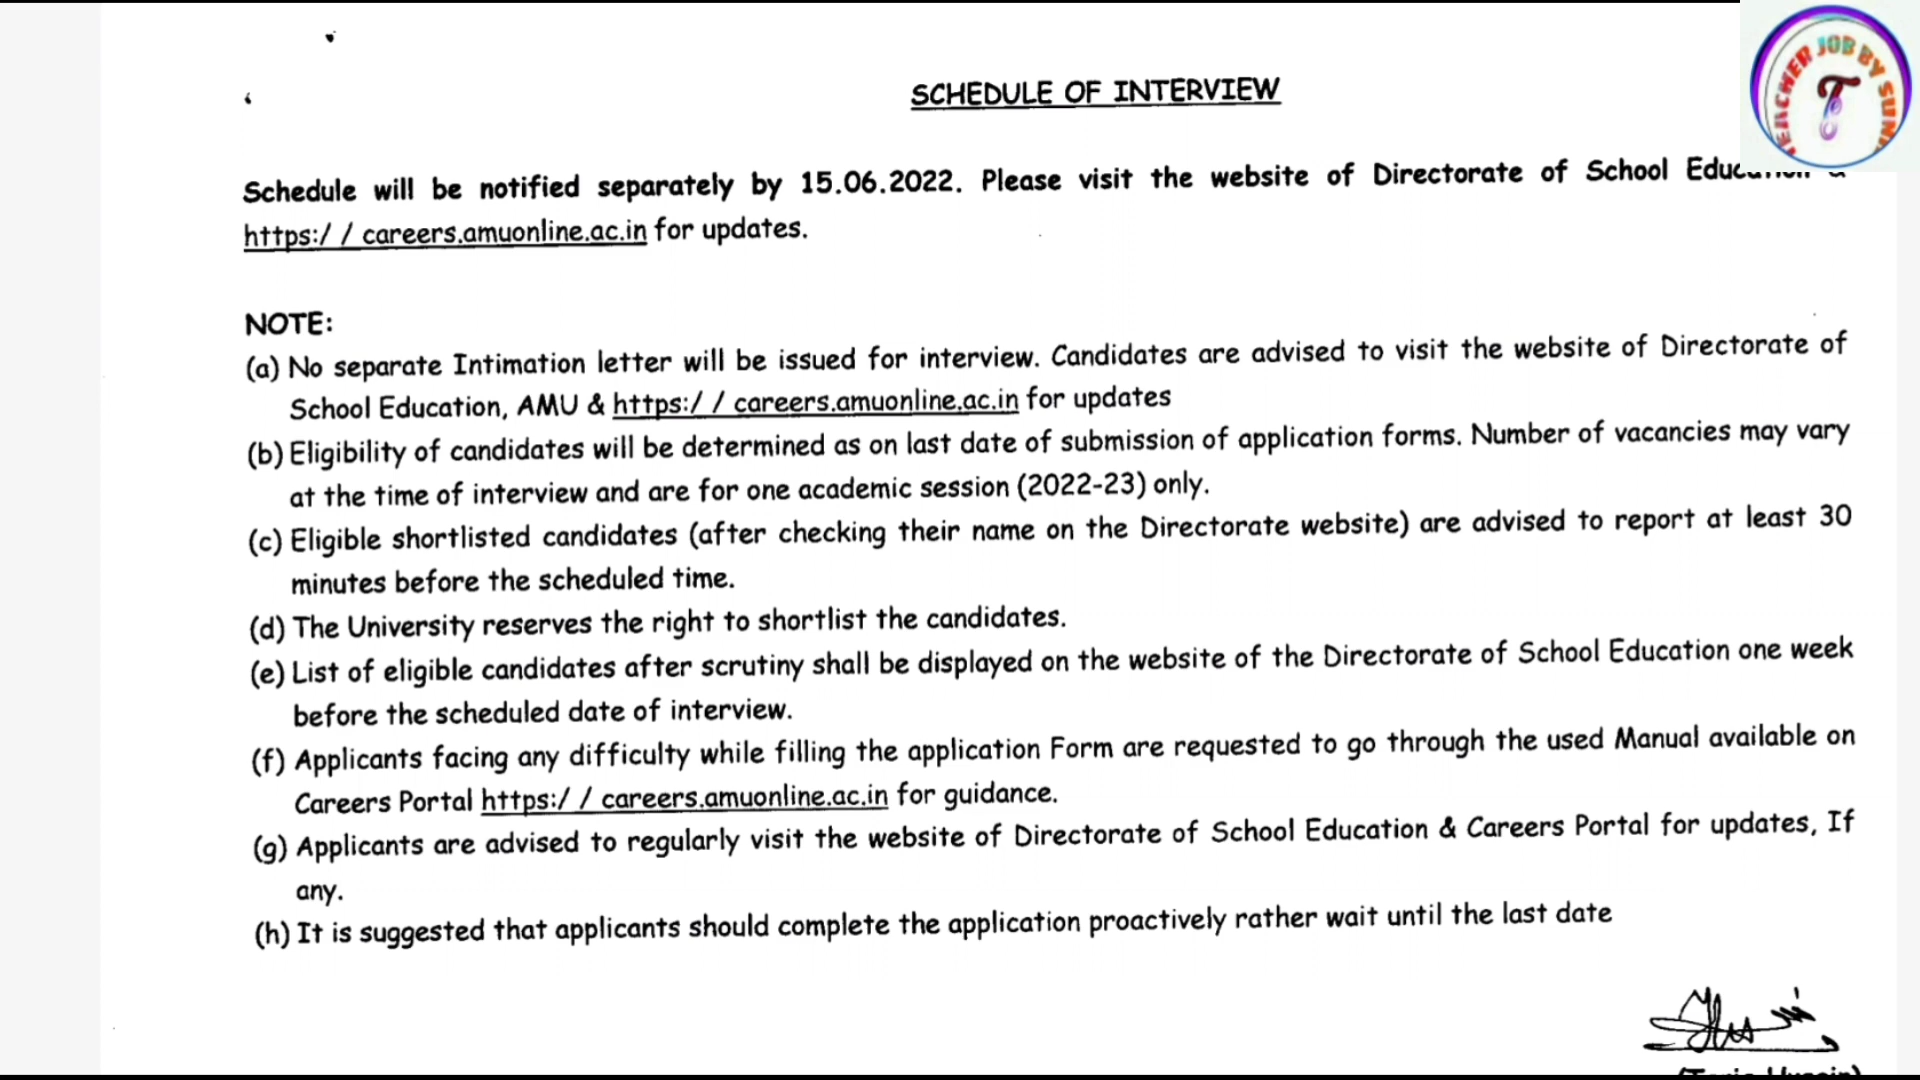 SCHEDULE OF INTERVIEW
TEACHER JOB BY
T
Schedule will be notified separately by 15.06.2022. Please visit the website of Directorate of School
https:/ / careers.amuonline.ac.in for updates.
NOTE:
(a) No separate Intimation letter will be issued for interview. Candidates are advised to visit the website of Directorate of
School Education, AMU & https:/ / careers.amuonline.ac.in for updates
(b) Eligibility of candidates will be determined as on last date of submission of application forms. Number of vacancies may vary
at the time of interview and are for one academic session (2022-23) only.
(c) Eligible shortlisted candidates (after checking their name on the Directorate website) are advised to report at least 30
minutes before the scheduled time.
(d) The University reserves the right to shortlist the candidates.
(e) List of eligible candidates after scrutiny shall be displayed on the website of the Directorate of School Education one week
before the scheduled date of interview.
(f) Applicants facing any difficulty while filling the application Form are requested to go through the used Manual available on
Careers Portal https:/ / careers.amuonline.ac.in for guidance.
(g) Applicants are advised to regularly visit the website of Directorate of School Education & Careers Portal for updates, If
any.
(h) It is suggested that applicants should complete the application proactively rather wait until the last date